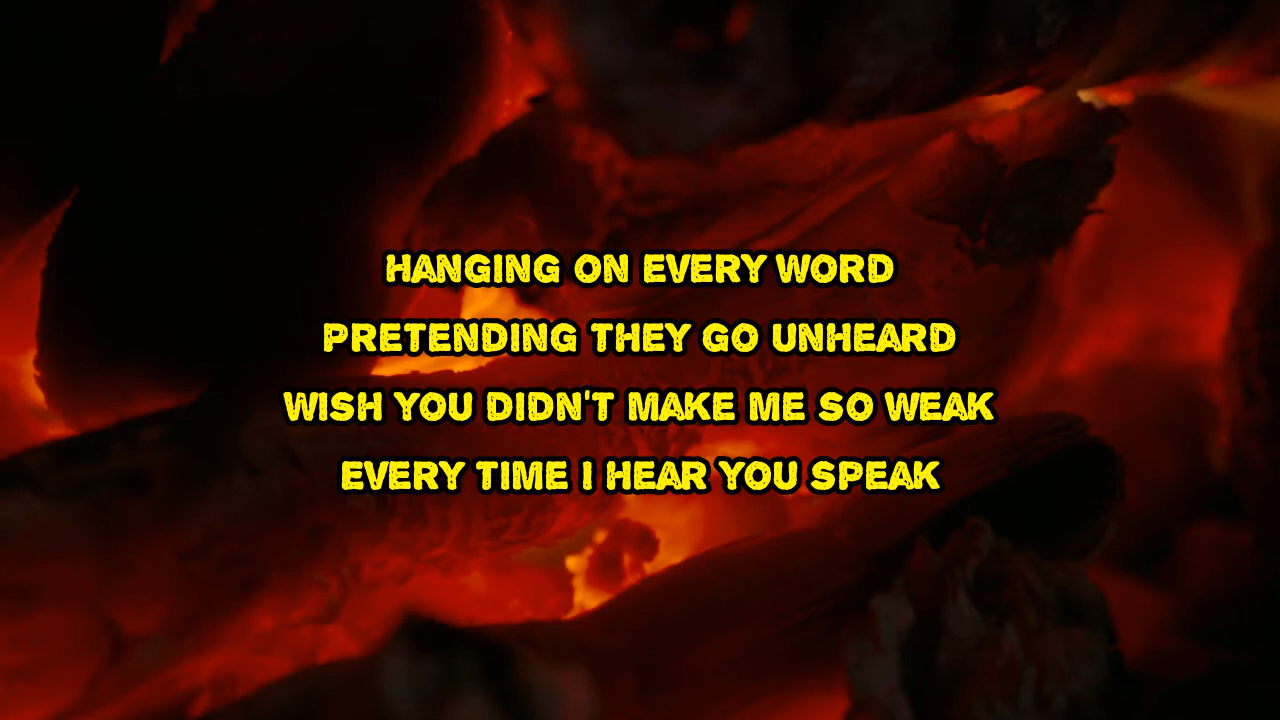 HANGING ON EVERY WORD
PRETENDING THEY GO UNHEARD
WISH YOU DIDN'T MAKE ME SO WEAK
EVERY TIME I HEAR YOU SPEAK